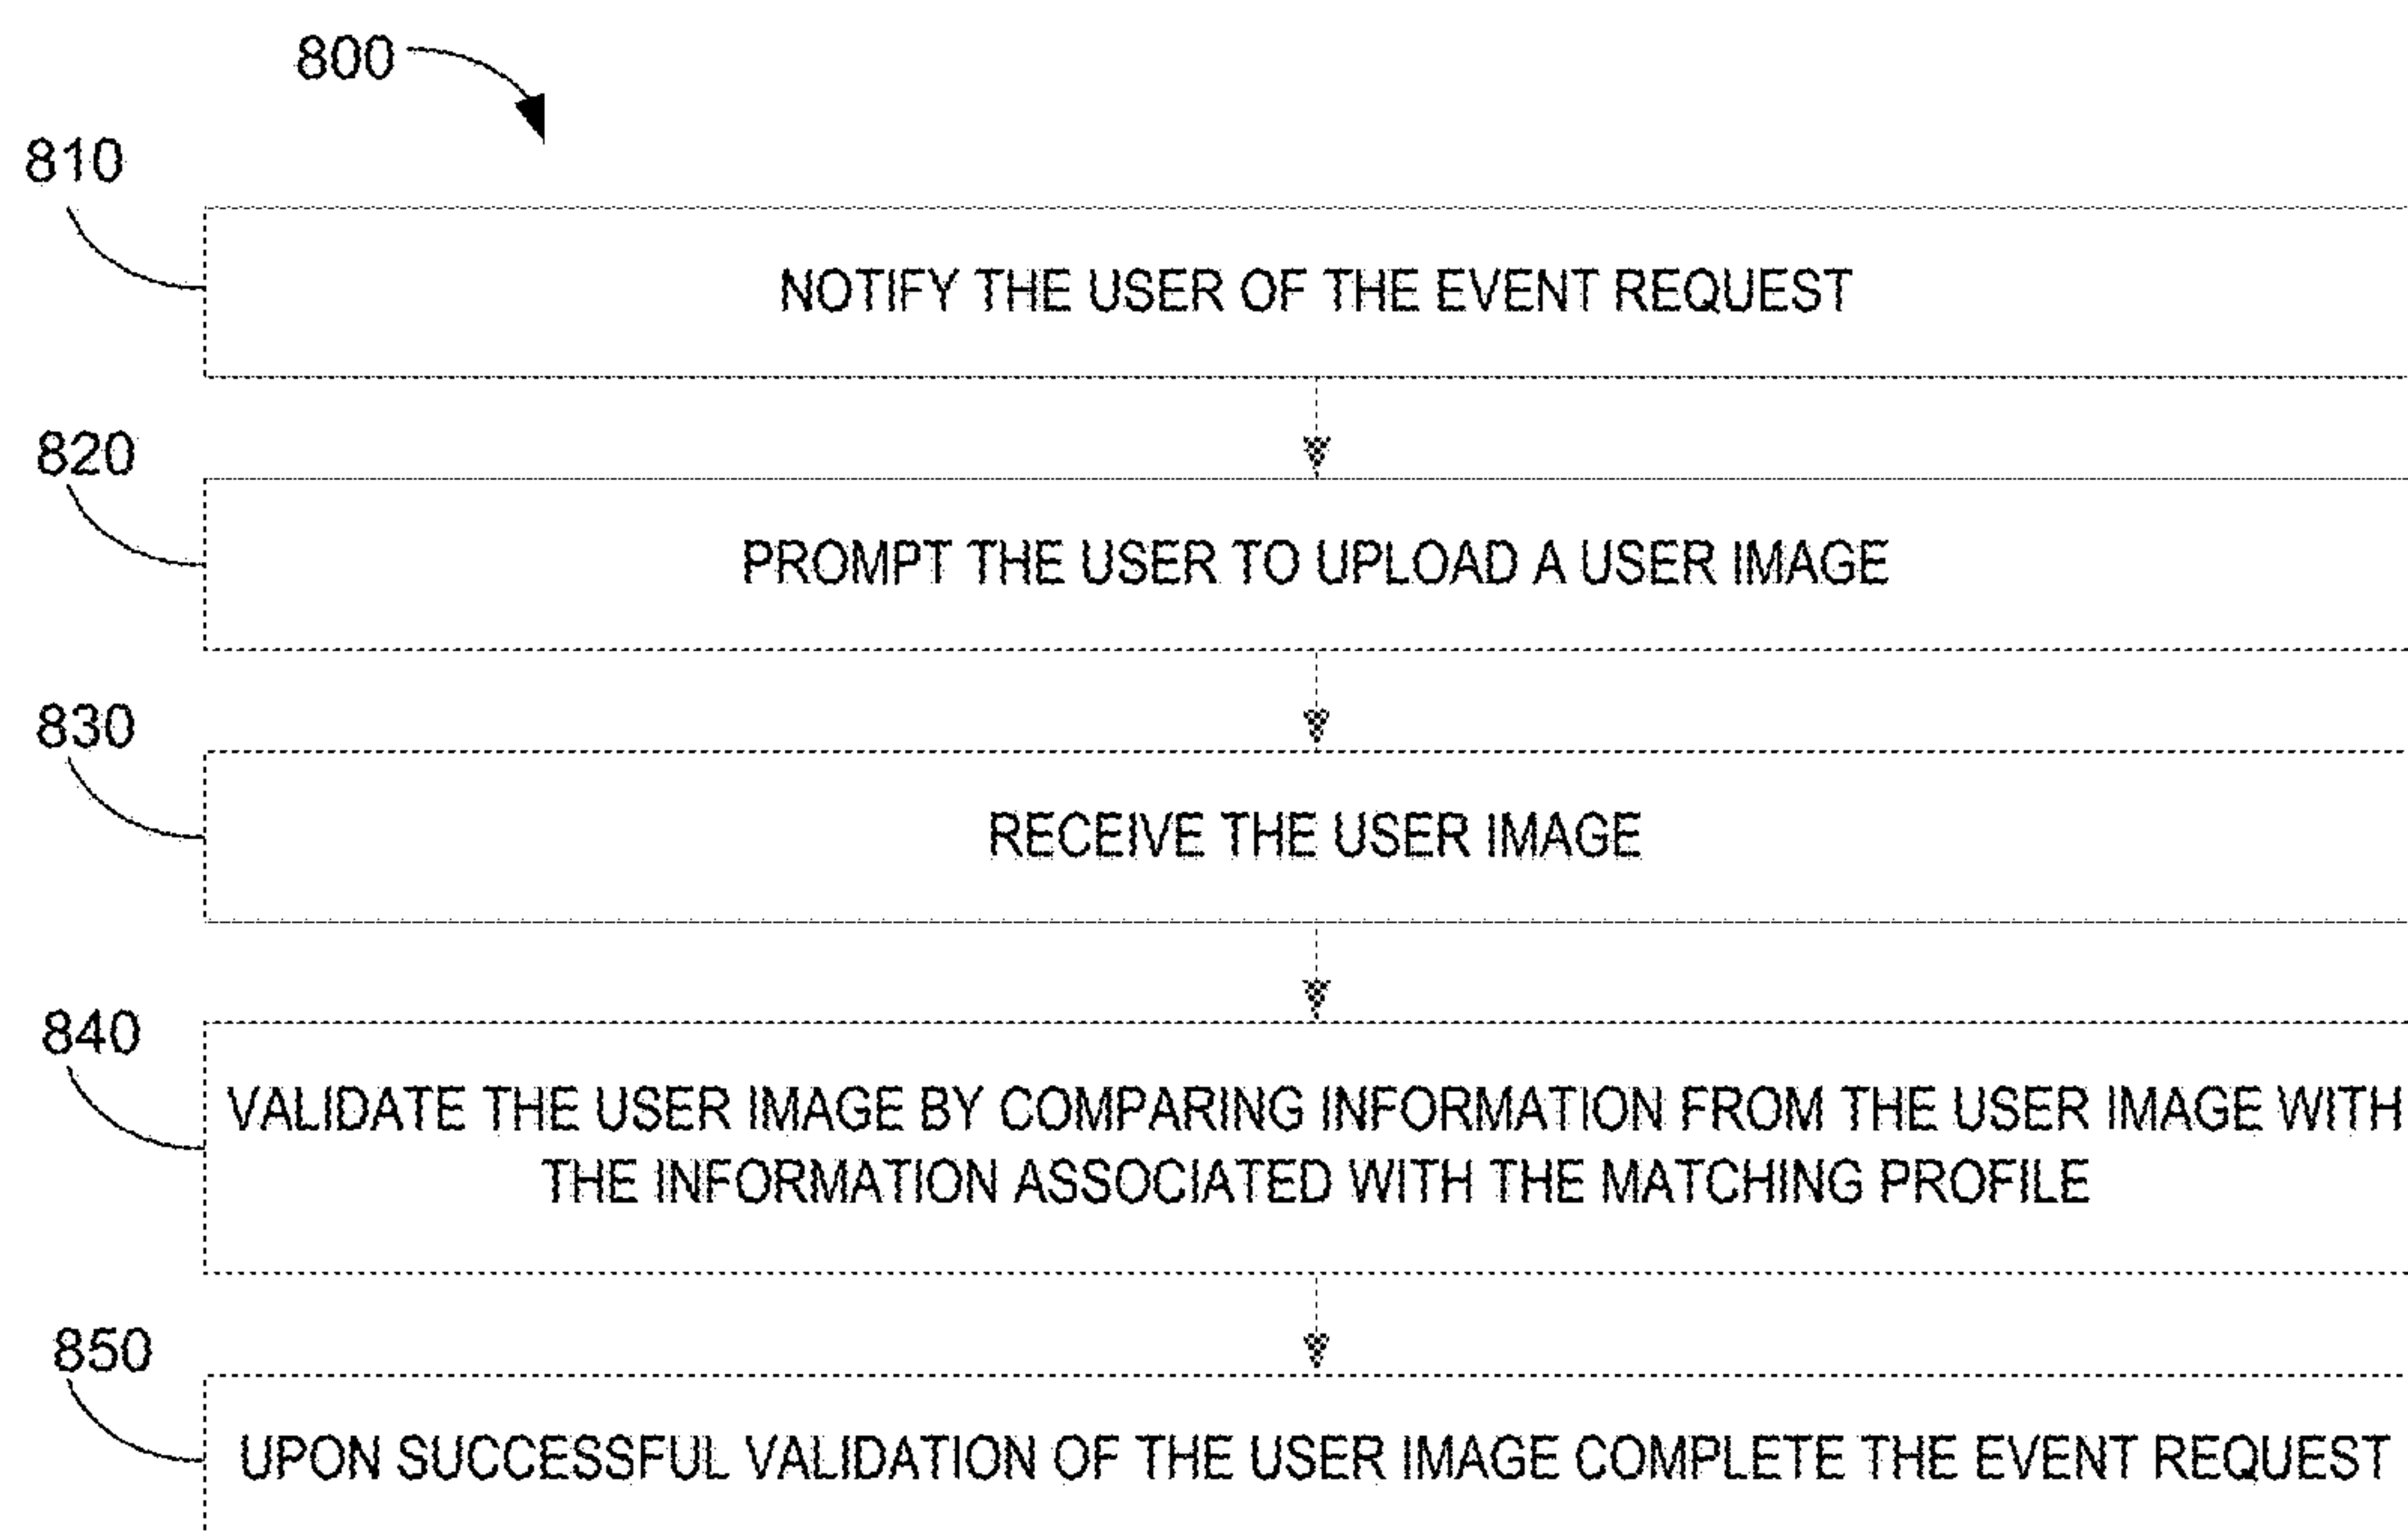 800
810
NOTIFY THE USER OF THE EVENT REQUEST
820
PROMPT THE USER TO UPLOAD A USER IMAGE
830
RECEIVE THE USER IMAGE
840
VALIDATE THE USER IMAGE BY COMPARING INFORMATION FROM THE USER IMAGE WITH
THE INFORMATION ASSOCIATED WITH THE MATCHING PROFILE
850
UPON SUCCESSFUL VALIDATION OF THE USER IMAGE COMPLETE THE EVENT REQUEST